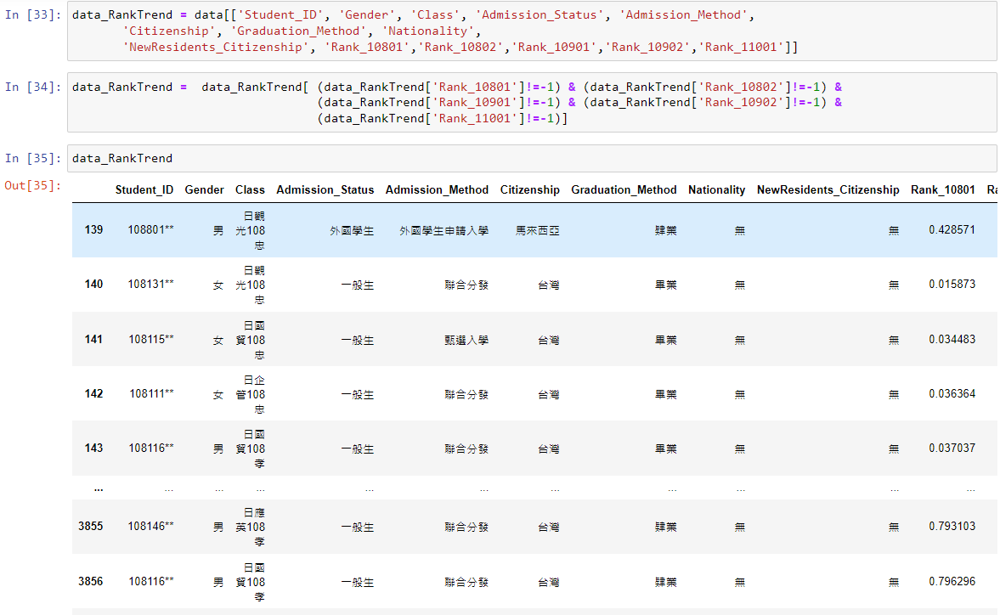 In [33]: data_RankTrend = data[['Student_ID', 'Gender', 'Class', 'Admission_Status', 'Admission_Method',
'Citizenship', 'Graduation_Method', 'Nationality',
'NewResidents_Citizenship', 'Rank_10801','Rank_10802','Rank_10901','Rank_10902','Rank_11001']]
In [34]: data_RankTrend =  data_RankTrend[ (data_RankTrend['Rank_10801']!=-1) & (data_RankTrend['Rank_10802']!=-1) &
(data_RankTrend['Rank_10901']!=-1) & (data_RankTrend['Rank_10902']!=-1) &
(data_RankTrend['Rank_11001']!=-1)]
In [35]: data_RankTrend
Out[35]:
Student_ID Gender Class Admission_Status Admission_Method Citizenship Graduation_Method Nationality NewResidents_Citizenship Rank_10801
日觀
139 108801** 男 光108 外國學生 外國學生申請入學 馬來西亞 肄業 無 無 0.428571
忠
日觀
140 108131** 女 光108 一般生 聯合分發 台灣 畢業 無 無 0.015873
忠
日國
141 108115** 女 貿108 一般生 甄選入學 台灣 畢業 無 無 0.034483
忠
日企
142 108111** 女 管108 一般生 聯合分發 台灣 畢業 無 無 0.036364
忠
日國
143 108116** 男 貿108 一般生 聯合分發 台灣 畢業 無 無 0.037037
孝
... ... ... ... ... ... ... ... ... ... ...
日應
3855 108146** 男 英108 一般生 聯合分發 台灣 肄業 無 無 0.793103
孝
日國
3856 108116** 男 貿108 一般生 聯合分發 台灣 肄業 無 無 0.796296
孝